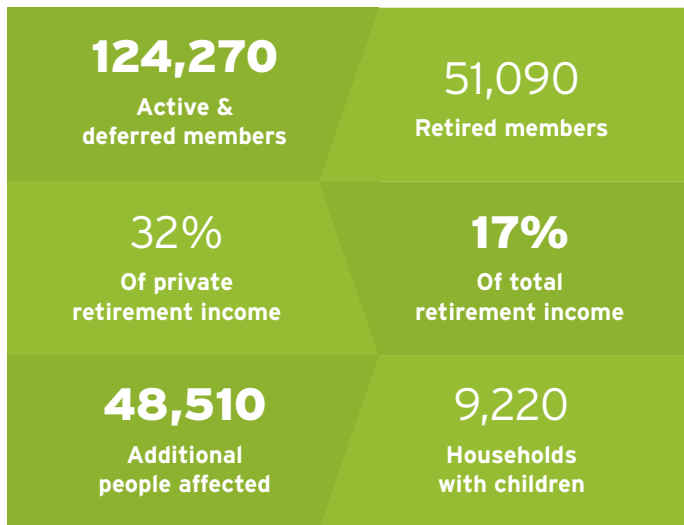 124,270
Active &
deferred members
51,090
Retired members
32%
Of private
retirement income
17%
Of total
retirement income
48,510
Additional
people affected
9,220
Households
with children